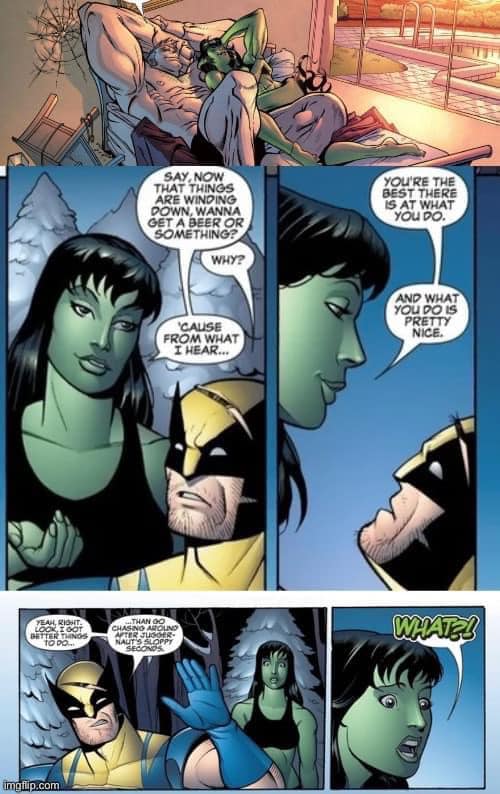 SAY, NOW
THAT THINGS
ARE WINDING
DOWN, WANNA
GET A BEER OR
SOMETHING?
WHY?
'CAUSE
FROM WHAT
I HEAR...
YOU'RE THE
BEST THERE
IS AT WHAT
YOU DO.
AND WHAT
YOU DO IS
PRETTY
NICE.
YEAH, RIGHT.
LOOK, I GOT
BETTER THINGS
TO DO...
...THAN GO
CHASING AROUND
AFTER JUGGER-
NAUT'S SLOPPY
SECONDS.
WHAT?!
imgflip.com